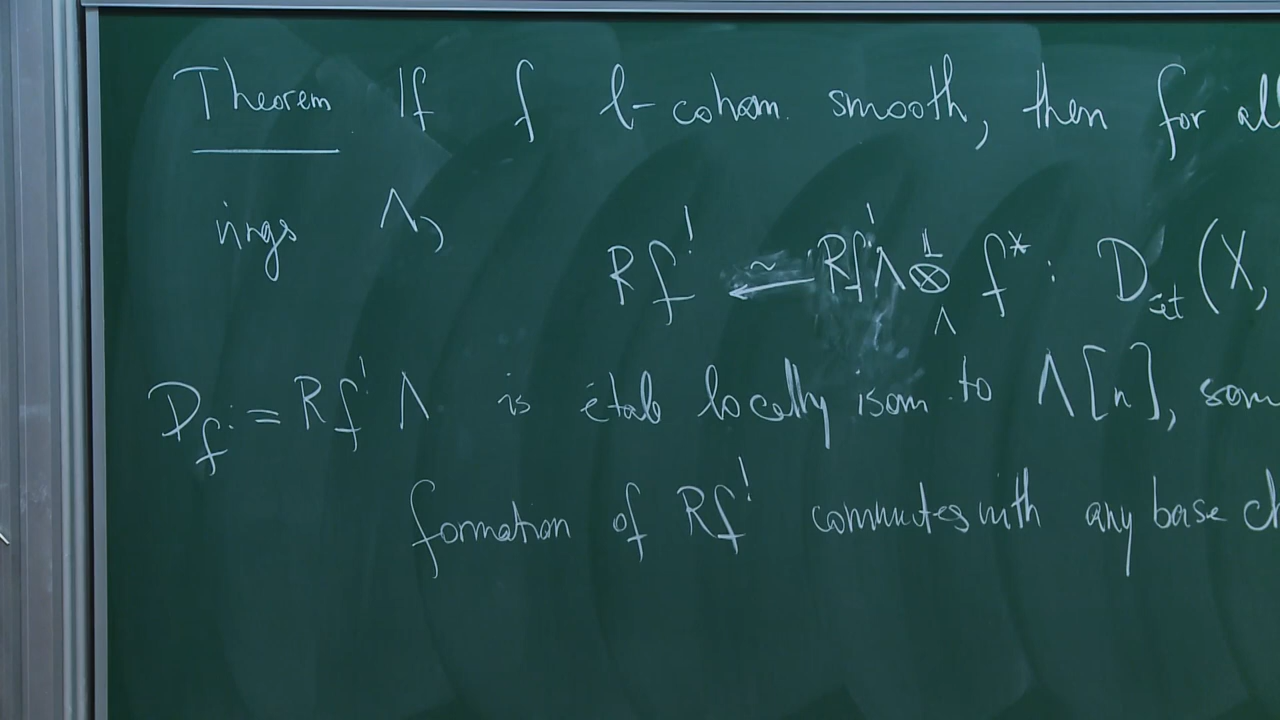 Theorem If f l-cohom. smooth, then for all
rings Λ,
Rf^! ←~ Rf^!Λ ⊗^L_Λ f^* : D_ét (X,
D_f := Rf^! Λ is étale locally isom. to Λ[n], som
formation of Rf^! commutes with any base ch